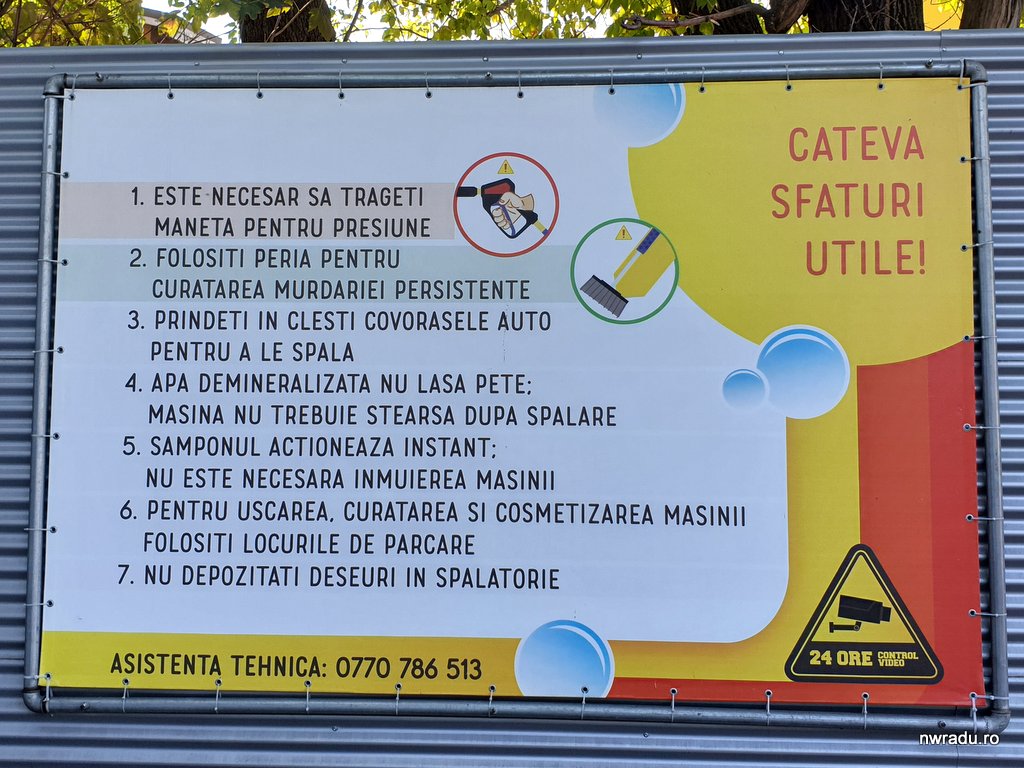 CATEVA
SFATURI
UTILE!
1. ESTE NECESAR SA TRAGETI
MANETA PENTRU PRESIUNE
2. FOLOSITI PERIA PENTRU
CURATAREA MURDARIEI PERSISTENTE
3. PRINDETI IN CLESTI COVORASELE AUTO
PENTRU A LE SPALA
4. APA DEMINERALIZATA NU LASA PETE;
MASINA NU TREBUIE STEARSA DUPA SPALARE
5. SAMPONUL ACTIONEAZA INSTANT;
NU ESTE NECESARA INMUIEREA MASINII
6. PENTRU USCAREA, CURATAREA SI COSMETIZAREA MASINII
FOLOSITI LOCURILE DE PARCARE
7. NU DEPOZITATI DESEURI IN SPALATORIE
ASISTENTA TEHNICA: 0770 786 513
24 ORE CONTROL
VIDEO
nwradu.ro